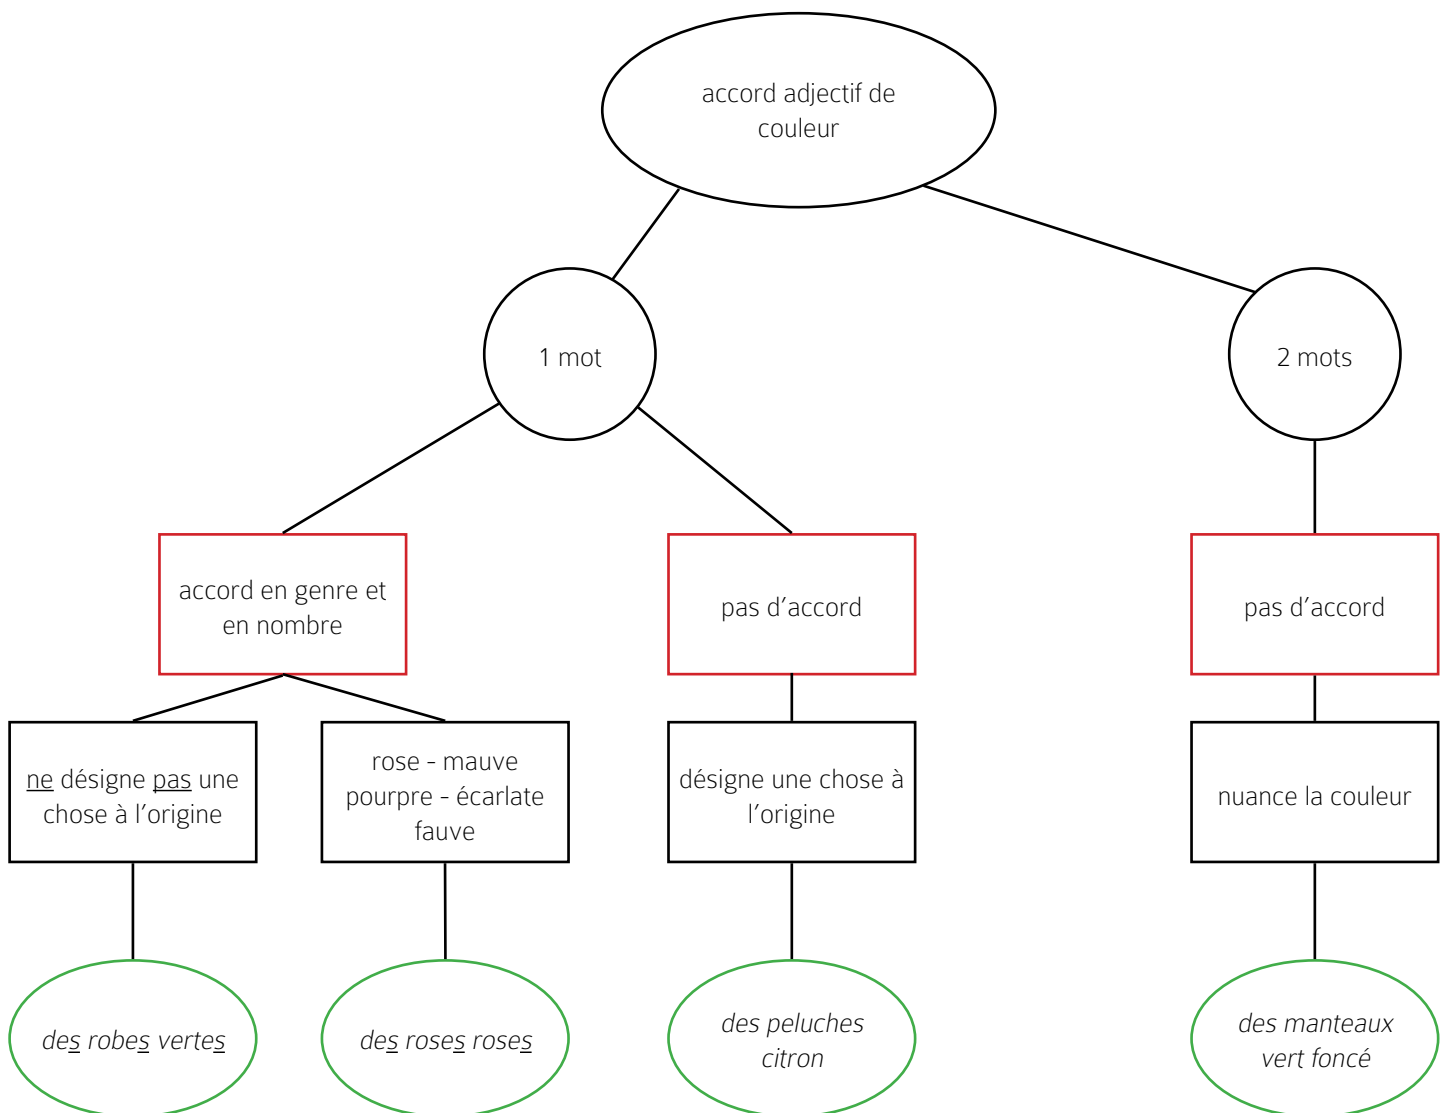 accord adjectif de
couleur
1 mot
2 mots
accord en genre et
en nombre
pas d’accord
pas d’accord
ne désigne pas une
chose à l’origine
rose - mauve
pourpre - écarlate
fauve
désigne une chose à
l’origine
nuance la couleur
des robes vertes
des roses roses
des peluches
citron
des manteaux
vert foncé